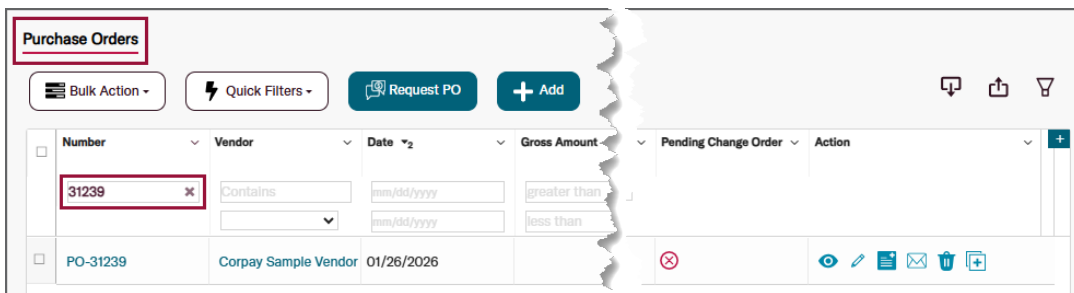 Purchase Orders
Bulk Action Quick Filters Request PO Add
Number Vendor Date 2 Gross Amount Pending Change Order Action
31239 Contains mm/dd/yyyy greater than
mm/dd/yyyy less than
PO-31239 Corpay Sample Vendor 01/26/2026